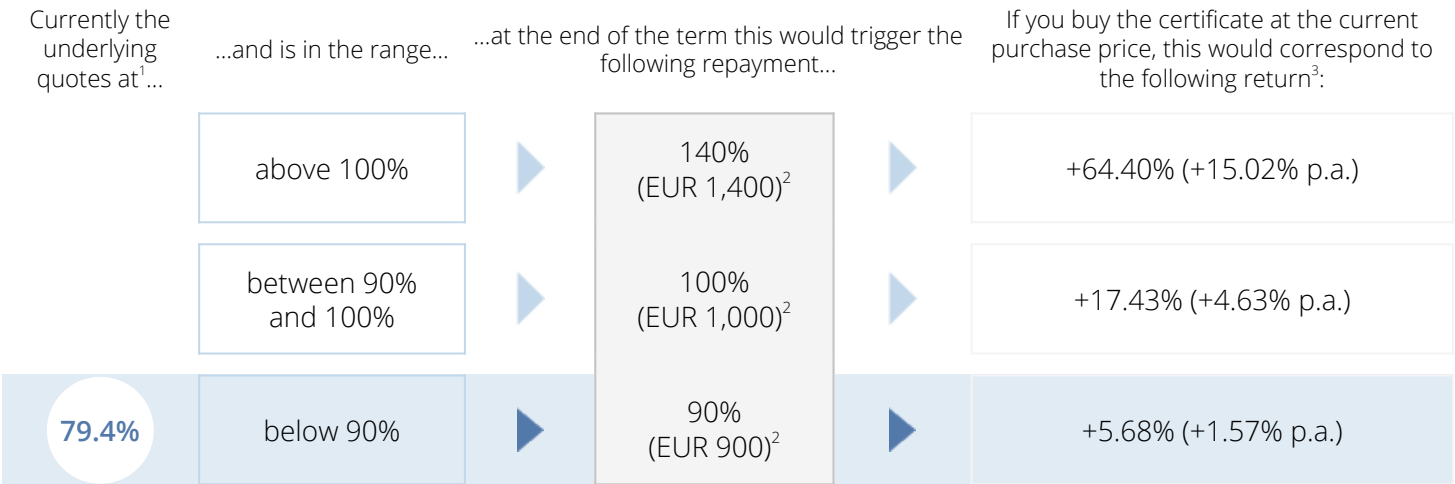 Currently the
underlying
quotes at¹...
...and is in the range...
...at the end of the term this would trigger the
following repayment...
If you buy the certificate at the current
purchase price, this would correspond to
the following return³:
above 100%
140%
(EUR 1,400)²
+64.40% (+15.02% p.a.)
between 90%
and 100%
100%
(EUR 1,000)²
+17.43% (+4.63% p.a.)
79.4%
below 90%
90%
(EUR 900)²
+5.68% (+1.57% p.a.)